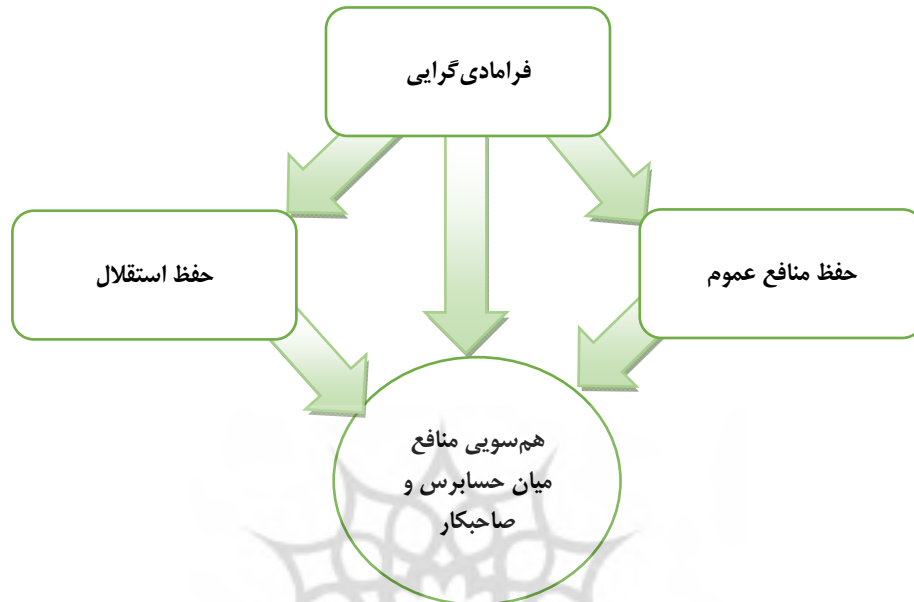 فرامادی‌گرایی
حفظ منافع عموم
حفظ استقلال
هم‌سویی منافع
میان حسابرس و
صاحبکار